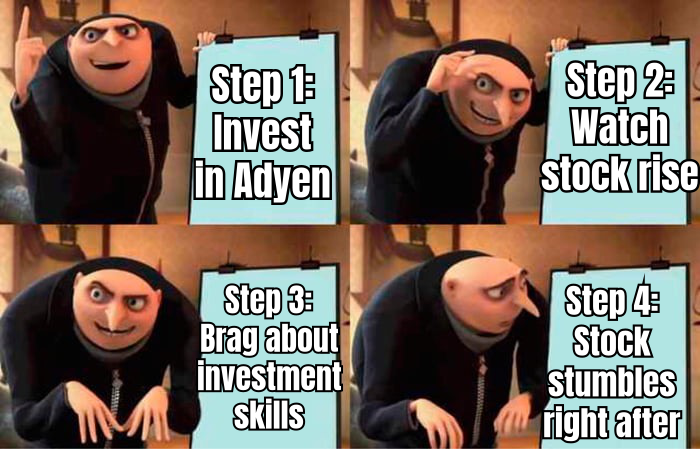 Step 1:
Invest
in Adyen
Step 2:
Watch
stock rise
Step 3:
Brag about
investment
skills
Step 4:
Stock
stumbles
right after